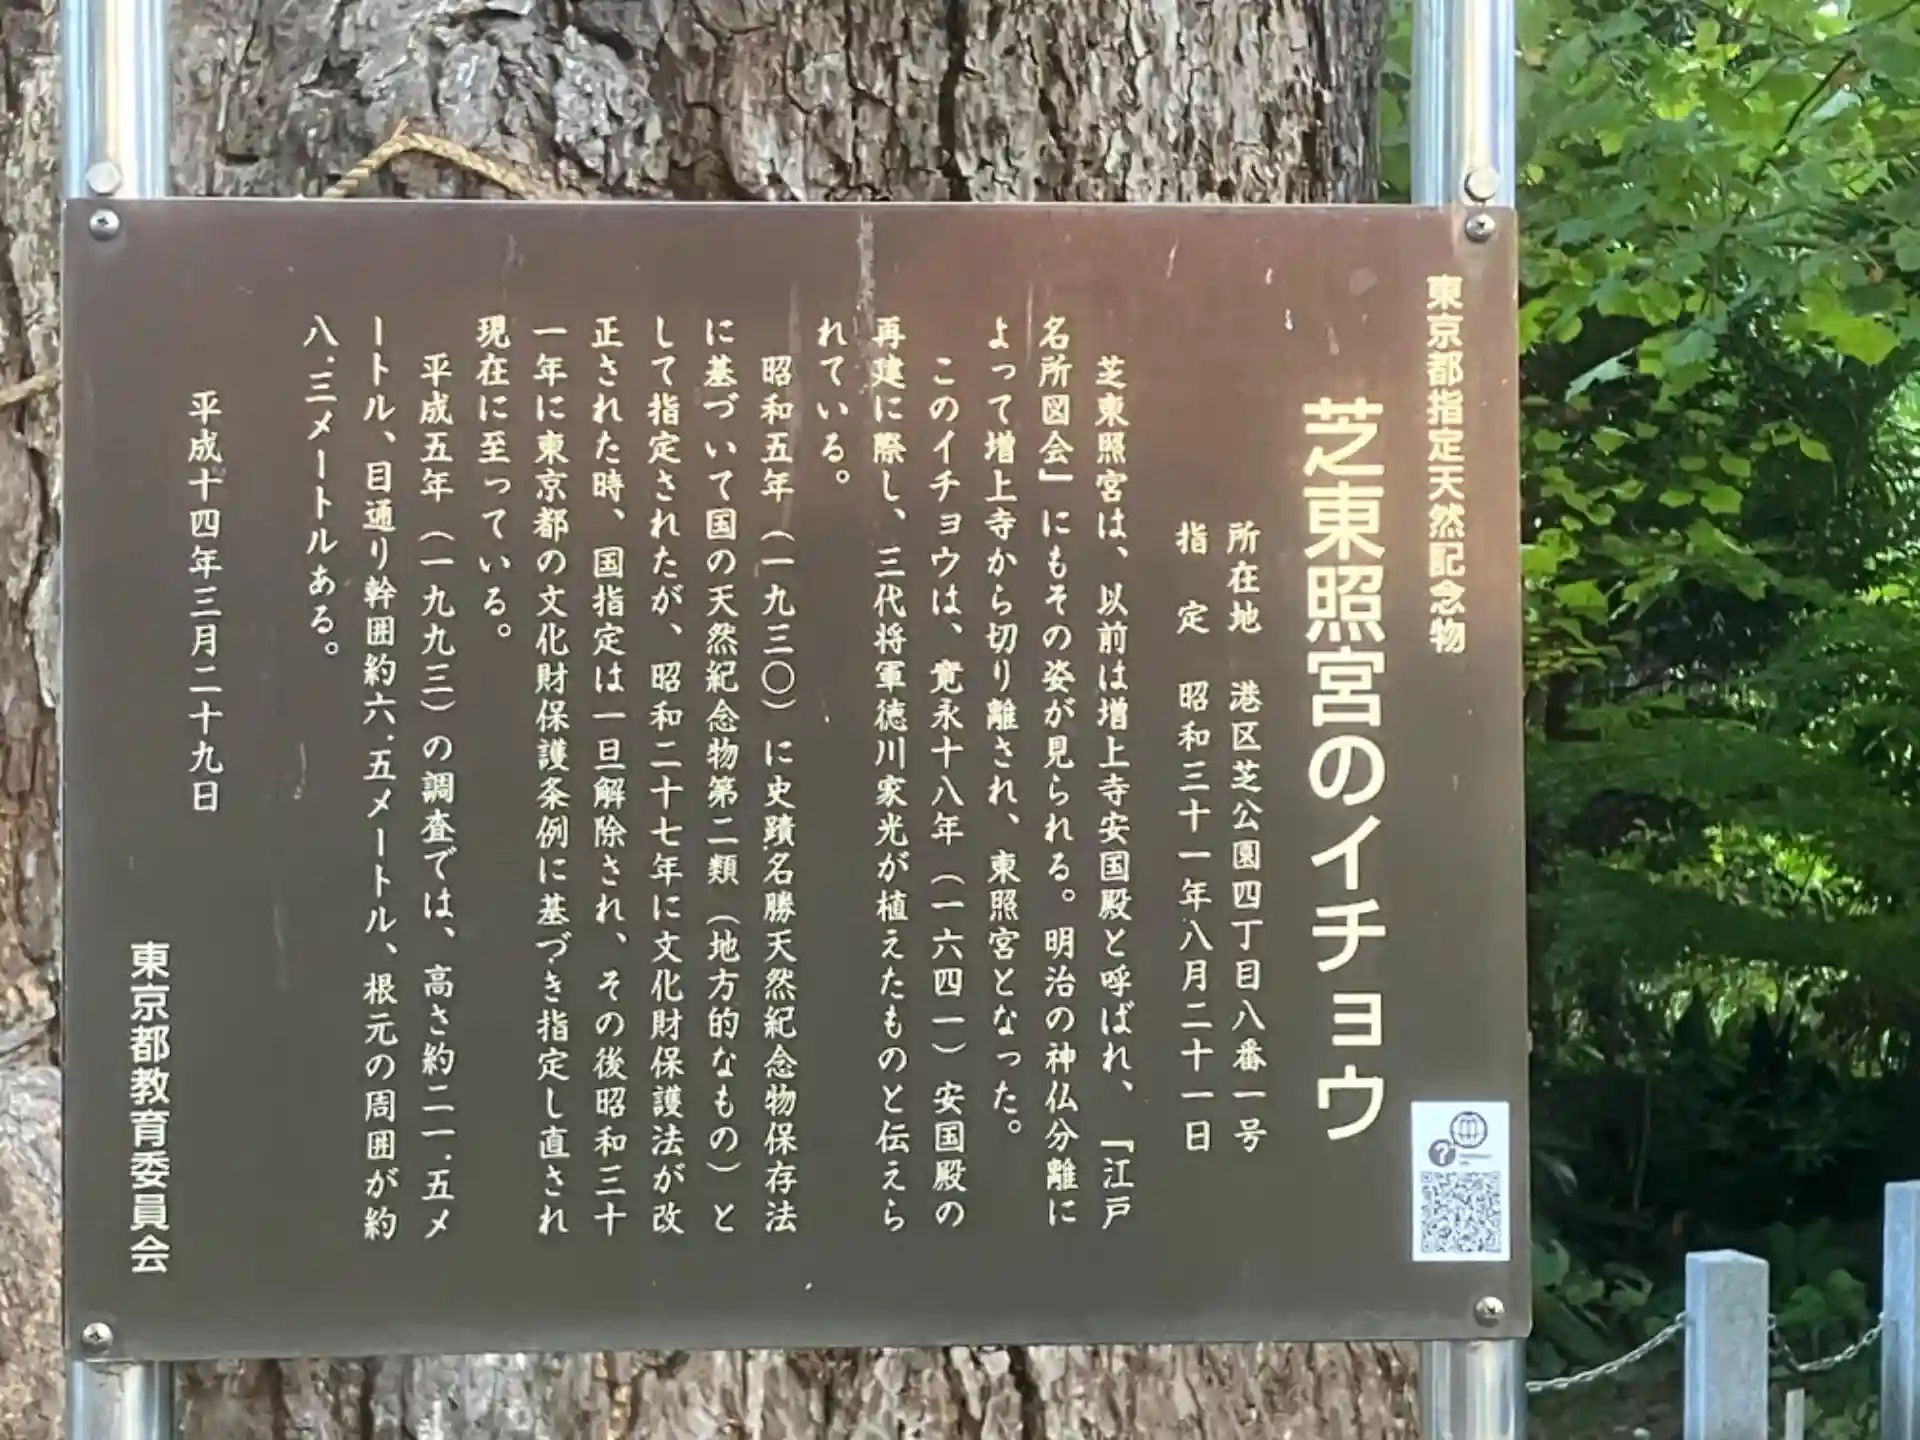 東京都指定天然記念物
芝東照宮のイチョウ
所在地　港区芝公園四丁目八番一号
指　定　昭和三十一年八月二十一日
芝東照宮は、以前は増上寺安国殿と呼ばれ、「江戸
名所図会」にもその姿が見られる。明治の神仏分離に
よって増上寺から切り離され、東照宮となった。
このイチョウは、寛永十八年（一六四一）安国殿の
再建に際し、三代将軍徳川家光が植えたものと伝えら
れている。
昭和五年（一九三〇）に史蹟名勝天然紀念物保存法
に基づいて国の天然紀念物第二類（地方的なもの）と
して指定されたが、昭和二十七年に文化財保護法が改
正された時、国指定は一旦解除され、その後昭和三十
一年に東京都の文化財保護条例に基づき指定し直され
現在に至っている。
平成五年（一九九三）の調査では、高さ約二一.五メ
ートル、目通り幹囲約六.五メートル、根元の周囲が約
八.三メートルある。
平成十四年三月二十九日
東京都教育委員会
?